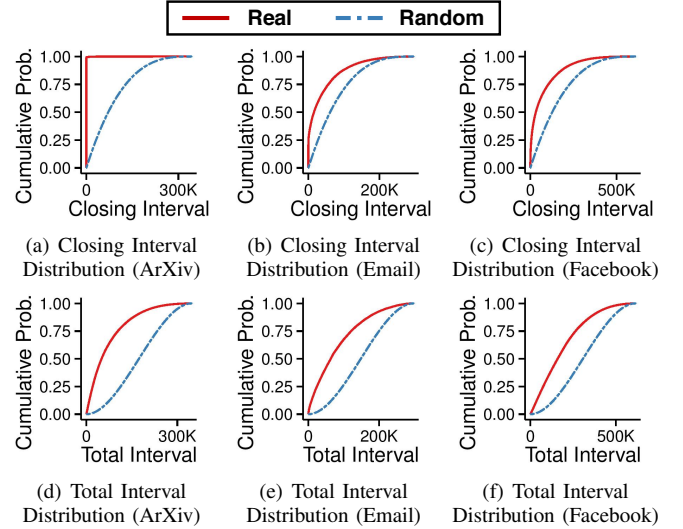 Real Random
Cumulative Prob. 1.00 0.75 0.50 0.25 0.00 0 300K Closing Interval
Cumulative Prob. 1.00 0.75 0.50 0.25 0.00 0 200K Closing Interval
Cumulative Prob. 1.00 0.75 0.50 0.25 0.00 0 500K Closing Interval
(a) Closing Interval
Distribution (ArXiv)
(b) Closing Interval
Distribution (Email)
(c) Closing Interval
Distribution (Facebook)
Cumulative Prob. 1.00 0.75 0.50 0.25 0.00 0 300K Total Interval
Cumulative Prob. 1.00 0.75 0.50 0.25 0.00 0 200K Total Interval
Cumulative Prob. 1.00 0.75 0.50 0.25 0.00 0 500K Total Interval
(d) Total Interval
Distribution (ArXiv)
(e) Total Interval
Distribution (Email)
(f) Total Interval
Distribution (Facebook)